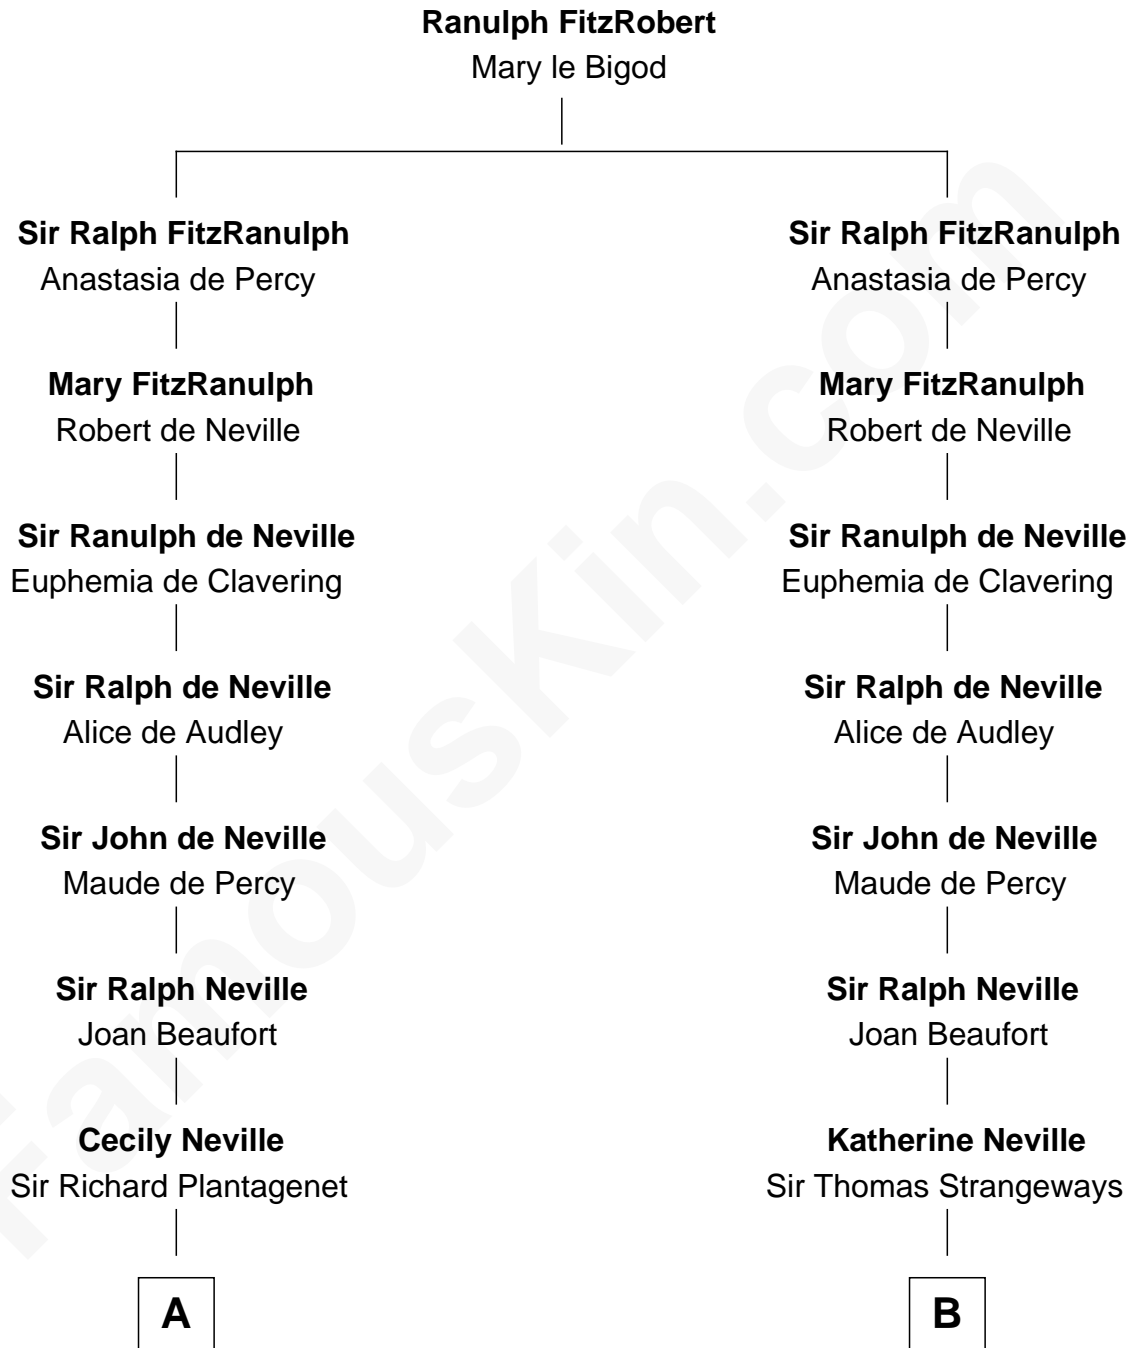 Ranulph FitzRobert
Mary le Bigod
Sir Ralph FitzRanulph
Anastasia de Percy
Mary FitzRanulph
Robert de Neville
Sir Ranulph de Neville
Euphemia de Clavering
Sir Ralph de Neville
Alice de Audley
Sir John de Neville
Maude de Percy
Sir Ralph Neville
Joan Beaufort
Cecily Neville
Sir Richard Plantagenet
A
Sir Ralph FitzRanulph
Anastasia de Percy
Mary FitzRanulph
Robert de Neville
Sir Ranulph de Neville
Euphemia de Clavering
Sir Ralph de Neville
Alice de Audley
Sir John de Neville
Maude de Percy
Sir Ralph Neville
Joan Beaufort
Katherine Neville
Sir Thomas Strangeways
B
FamousKin.com